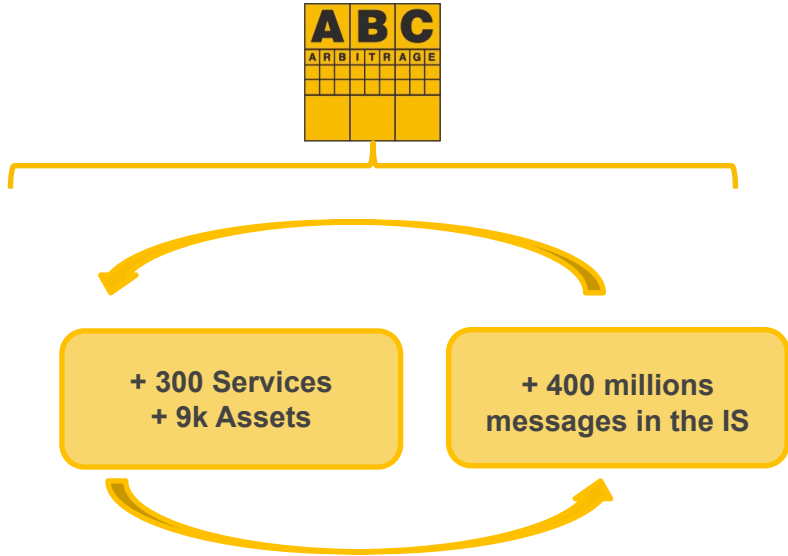 ABC
ARBITRAGE
+ 300 Services
+ 9k Assets
+ 400 millions
messages in the IS